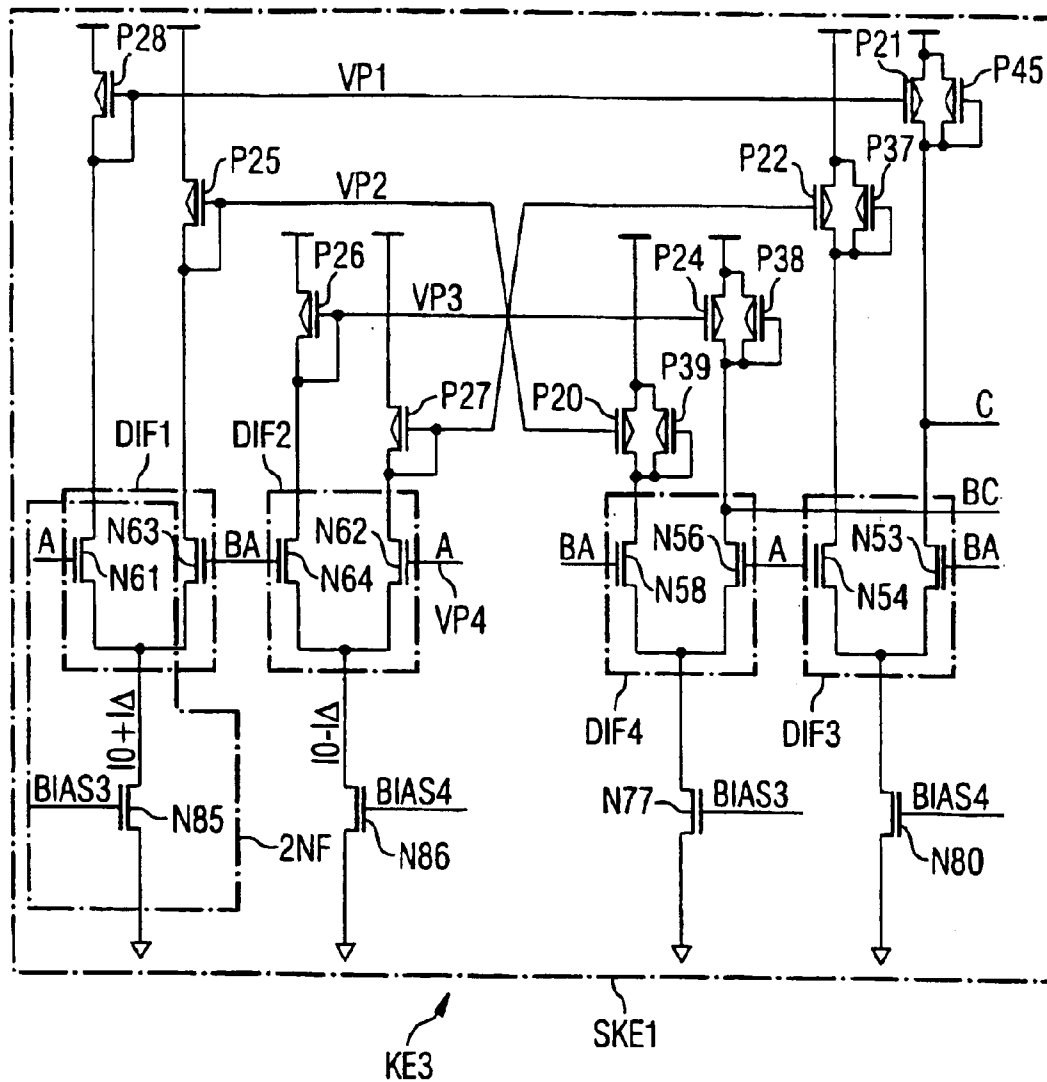 P28
P21
P45
VP1
P25
P22
P37
VP2
P26
P24
P38
VP3
P27
P20
P39
C
DIF1
DIF2
BC
A
N63
BA
N62
A
BA
N56
A
N53
BA
N61
N64
N58
N54
VP4
I0+IΔ
I0-IΔ
DIF4
DIF3
BIAS3
N85
BIAS4
N77
BIAS3
BIAS4
2NF
N86
N80
KE3
SKE1